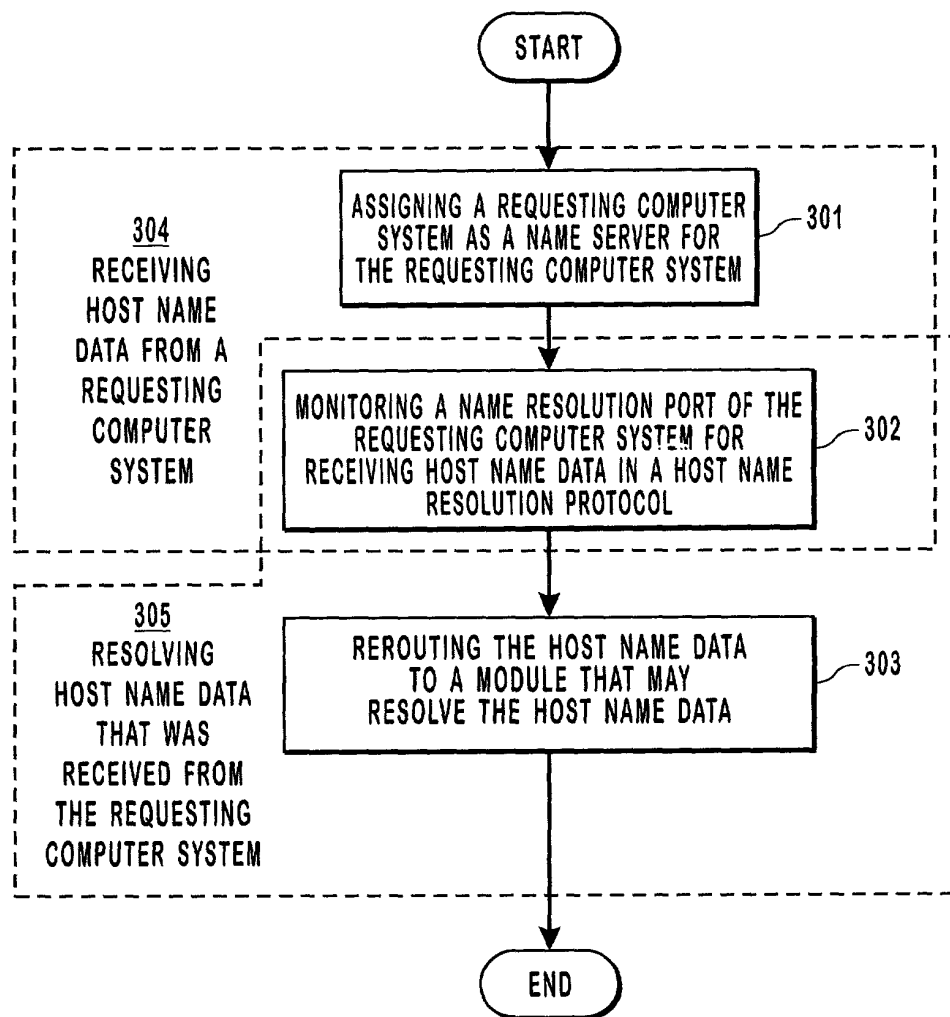 START
ASSIGNING A REQUESTING COMPUTER
SYSTEM AS A NAME SERVER FOR
THE REQUESTING COMPUTER SYSTEM
301
304
RECEIVING
HOST NAME
DATA FROM A
REQUESTING
COMPUTER
SYSTEM
MONITORING A NAME RESOLUTION PORT OF THE
REQUESTING COMPUTER SYSTEM FOR
RECEIVING HOST NAME DATA IN A HOST NAME
RESOLUTION PROTOCOL
302
305
RESOLVING
HOST NAME DATA
THAT WAS
RECEIVED FROM
THE REQUESTING
COMPUTER SYSTEM
REROUTING THE HOST NAME DATA
TO A MODULE THAT MAY
RESOLVE THE HOST NAME DATA
303
END